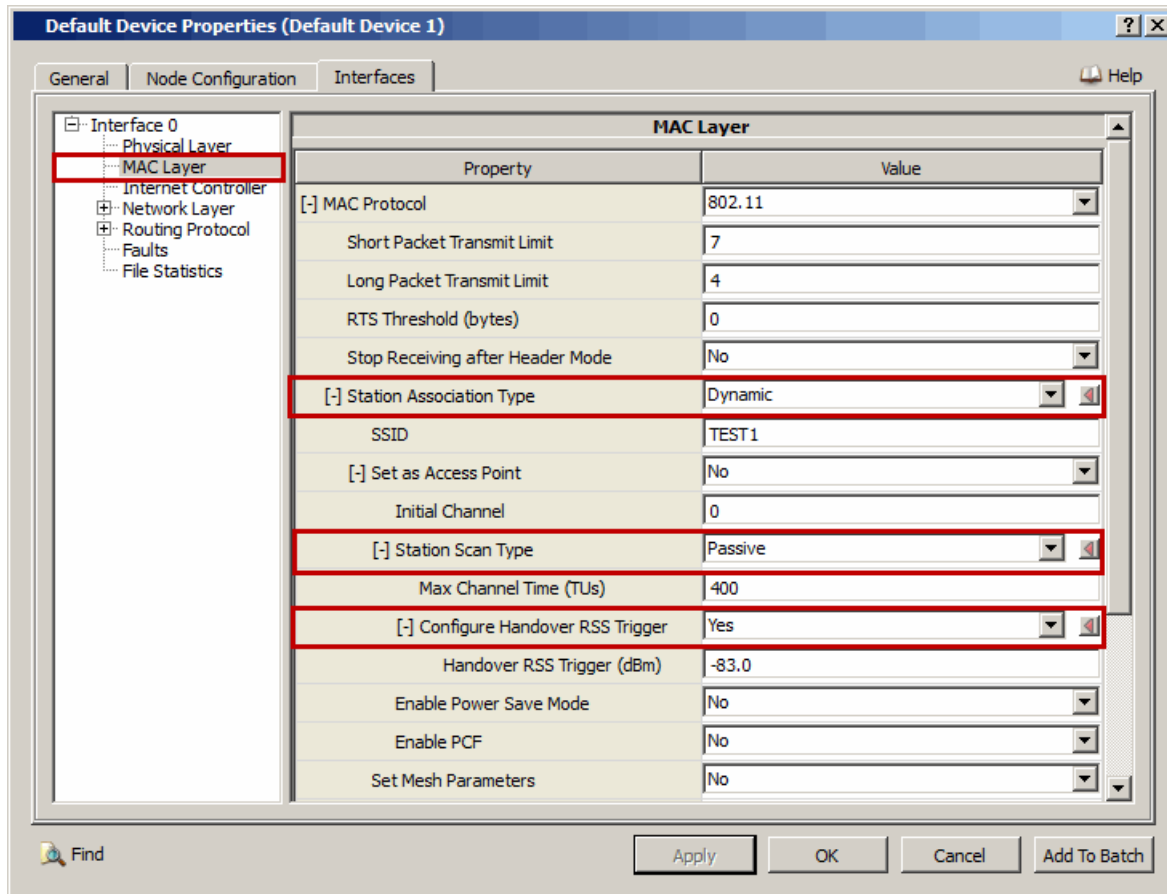 Default Device Properties (Default Device 1)
General
Node Configuration
Interfaces
Help
Interface 0
Physical Layer
MAC Layer
Internet Controller
Network Layer
Routing Protocol
Faults
File Statistics
MAC Layer
Property Value
[-] MAC Protocol 802.11
Short Packet Transmit Limit 7
Long Packet Transmit Limit 4
RTS Threshold (bytes) 0
Stop Receiving after Header Mode No
[-] Station Association Type Dynamic
SSID TEST1
[-] Set as Access Point No
Initial Channel 0
[-] Station Scan Type Passive
Max Channel Time (TUs) 400
[-] Configure Handover RSS Trigger Yes
Handover RSS Trigger (dBm) -83.0
Enable Power Save Mode No
Enable PCF No
Set Mesh Parameters No
Find
Apply
OK
Cancel
Add To Batch